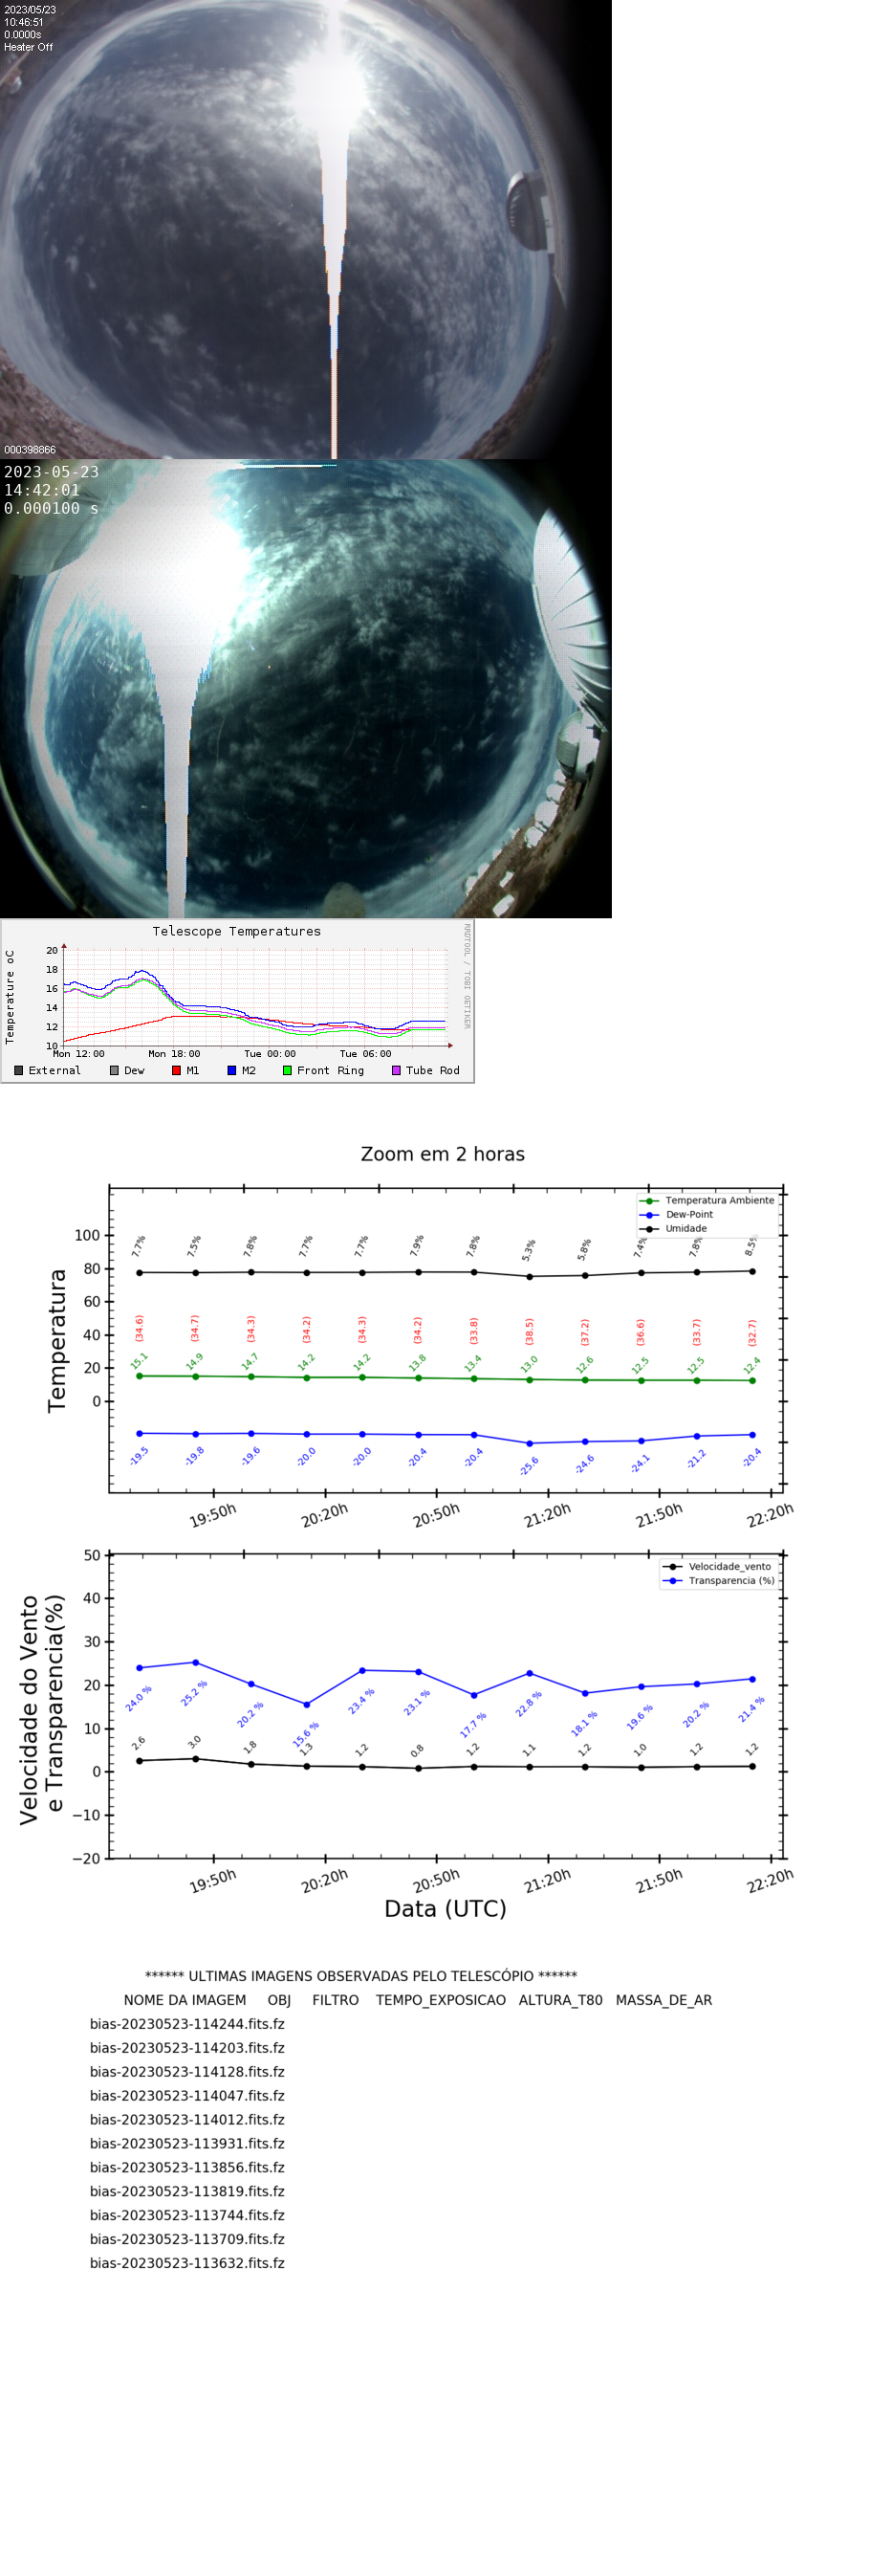 2023/05/23
10:46:51
0.0000s
Heater Off
000398866
2023-05-23
14:42:01
0.000100 s
Telescope Temperatures
RRDTOOL / TOBI OETIKER
Temperature oC
20
18
16
14
12
10
Mon 12:00 Mon 18:00 Tue 00:00 Tue 06:00
External Dew M1 M2 Front Ring Tube Rod
Zoom em 2 horas
Temperatura Ambiente
Dew-Point
Umidade
Temperatura
100
80
60
40
20
0
7.7% 7.5% 7.8% 7.7% 7.7% 7.9% 7.8% 5.3% 5.8% 7.4% 7.8% 8.5%
(34.6) (34.7) (34.3) (34.2) (34.3) (34.2) (33.8) (38.5) (37.2) (36.6) (33.7) (32.7)
15.1 14.9 14.7 14.2 14.2 13.8 13.4 13.0 12.6 12.5 12.5 12.4
-19.5 -19.8 -19.6 -20.0 -20.0 -20.4 -20.4 -25.6 -24.6 -24.1 -21.2 -20.4
19:50h 20:20h 20:50h 21:20h 21:50h 22:20h
Velocidade_vento
Transparencia (%)
Velocidade do Vento
e Transparencia(%)
50
40
30
20
10
0
−10
−20
24.0 % 25.2 % 20.2 % 15.6 % 23.4 % 23.1 % 17.7 % 22.8 % 18.1 % 19.6 % 20.2 % 21.4 %
2.6 3.0 1.8 1.3 1.2 0.8 1.2 1.1 1.2 1.0 1.2 1.2
19:50h 20:20h 20:50h 21:20h 21:50h 22:20h
Data (UTC)
****** ULTIMAS IMAGENS OBSERVADAS PELO TELESCÓPIO ******
NOME DA IMAGEM OBJ FILTRO TEMPO_EXPOSICAO ALTURA_T80 MASSA_DE_AR
bias-20230523-114244.fits.fz
bias-20230523-114203.fits.fz
bias-20230523-114128.fits.fz
bias-20230523-114047.fits.fz
bias-20230523-114012.fits.fz
bias-20230523-113931.fits.fz
bias-20230523-113856.fits.fz
bias-20230523-113819.fits.fz
bias-20230523-113744.fits.fz
bias-20230523-113709.fits.fz
bias-20230523-113632.fits.fz